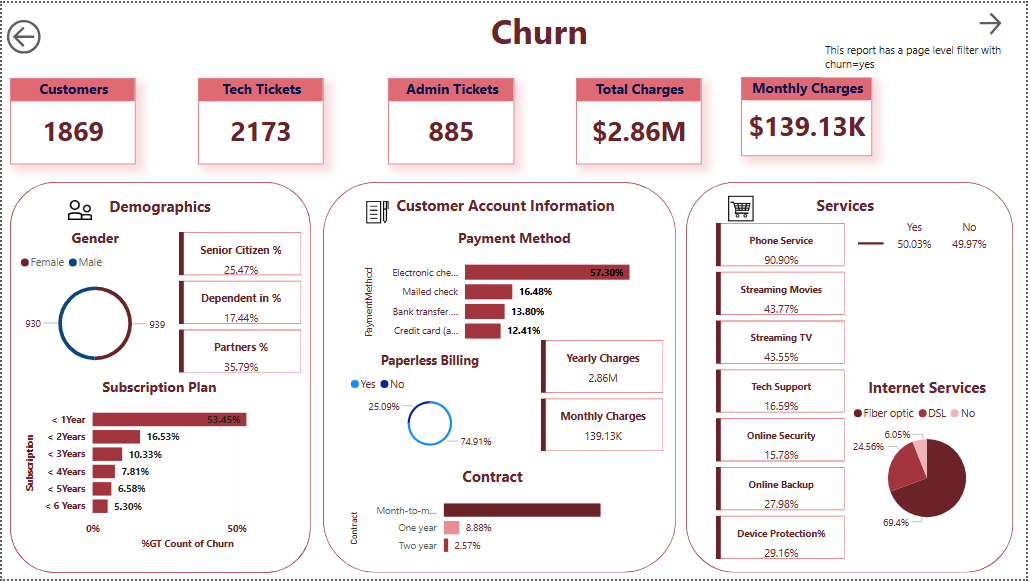 Churn
This report has a page level filter with
churn=yes
Customers
1869
Tech Tickets
2173
Admin Tickets
885
Total Charges
$2.86M
Monthly Charges
$139.13K
Demographics
Gender
Female Male
930
939
Senior Citizen %
25.47%
Dependent in %
17.44%
Partners %
35.79%
Subscription Plan
Subscription
< 1Year 53.45%
< 2Years 16.53%
< 3Years 10.33%
< 4Years 7.81%
< 5Years 6.58%
< 6 Years 5.30%
0% 50%
%GT Count of Churn
Customer Account Information
Payment Method
PaymentMethod
Electronic che... 57.30%
Mailed check 16.48%
Bank transfer ... 13.80%
Credit card (a... 12.41%
Paperless Billing
Yes No
25.09%
74.91%
Yearly Charges
2.86M
Monthly Charges
139.13K
Contract
Contract
Month-to-m...
One year 8.88%
Two year 2.57%
Services
Phone Service
90.90%
Streaming Movies
43.77%
Streaming TV
43.55%
Tech Support
16.59%
Online Security
15.78%
Online Backup
27.98%
Device Protection%
29.16%
Yes No
50.03% 49.97%
Internet Services
Fiber optic DSL No
6.05%
24.56%
69.4%